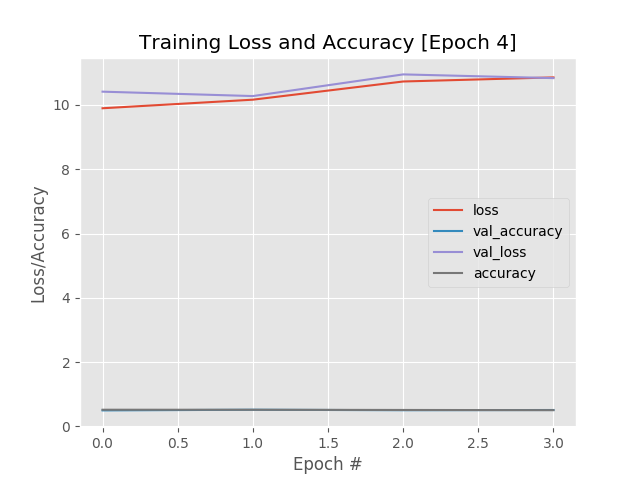 Training Loss and Accuracy [Epoch 4]
Loss/Accuracy
10
8
6
4
2
0
loss
val_accuracy
val_loss
accuracy
0.0 0.5 1.0 1.5 2.0 2.5 3.0
Epoch #